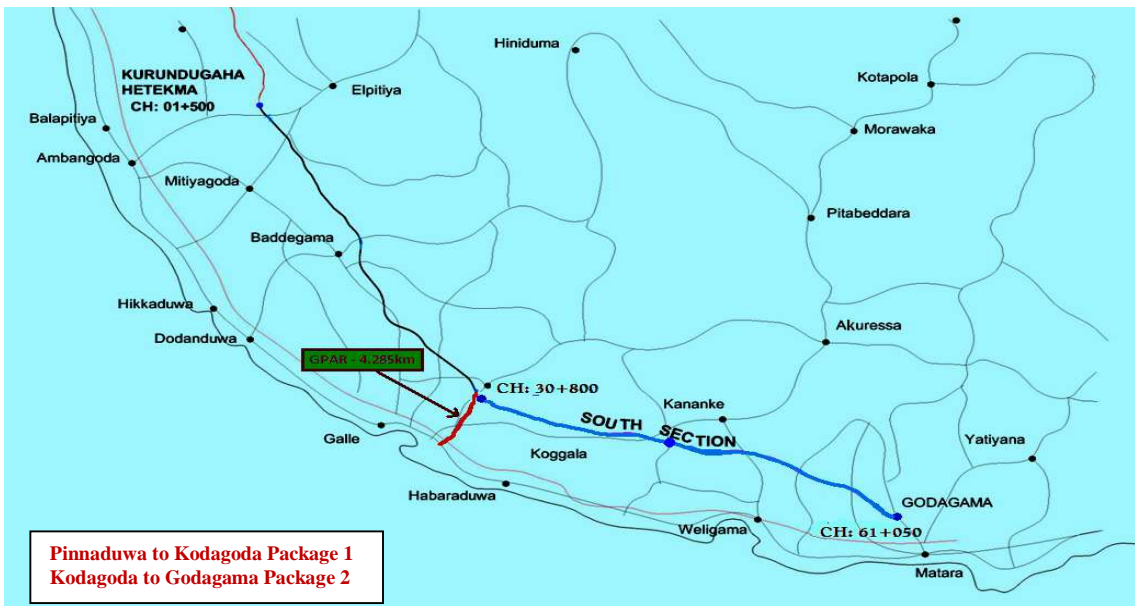 Hiniduma
KURUNDUGAHA
HETEKMA
CH: 01+500
Elpitiya
Kotapola
Balapitiya
Morawaka
Ambangoda
Mitiyagoda
Pitabeddara
Baddegama
Hikkaduwa
Akuressa
Dodanduwa
GPAR - 4.285km
CH: 30+800
Kananke
SOUTH SECTION
Galle
Yatiyana
Koggala
Habaraduwa
GODAGAMA
Weligama
CH: 61+050
Matara
Pinnaduwa to Kodagoda Package 1
Kodagoda to Godagama Package 2